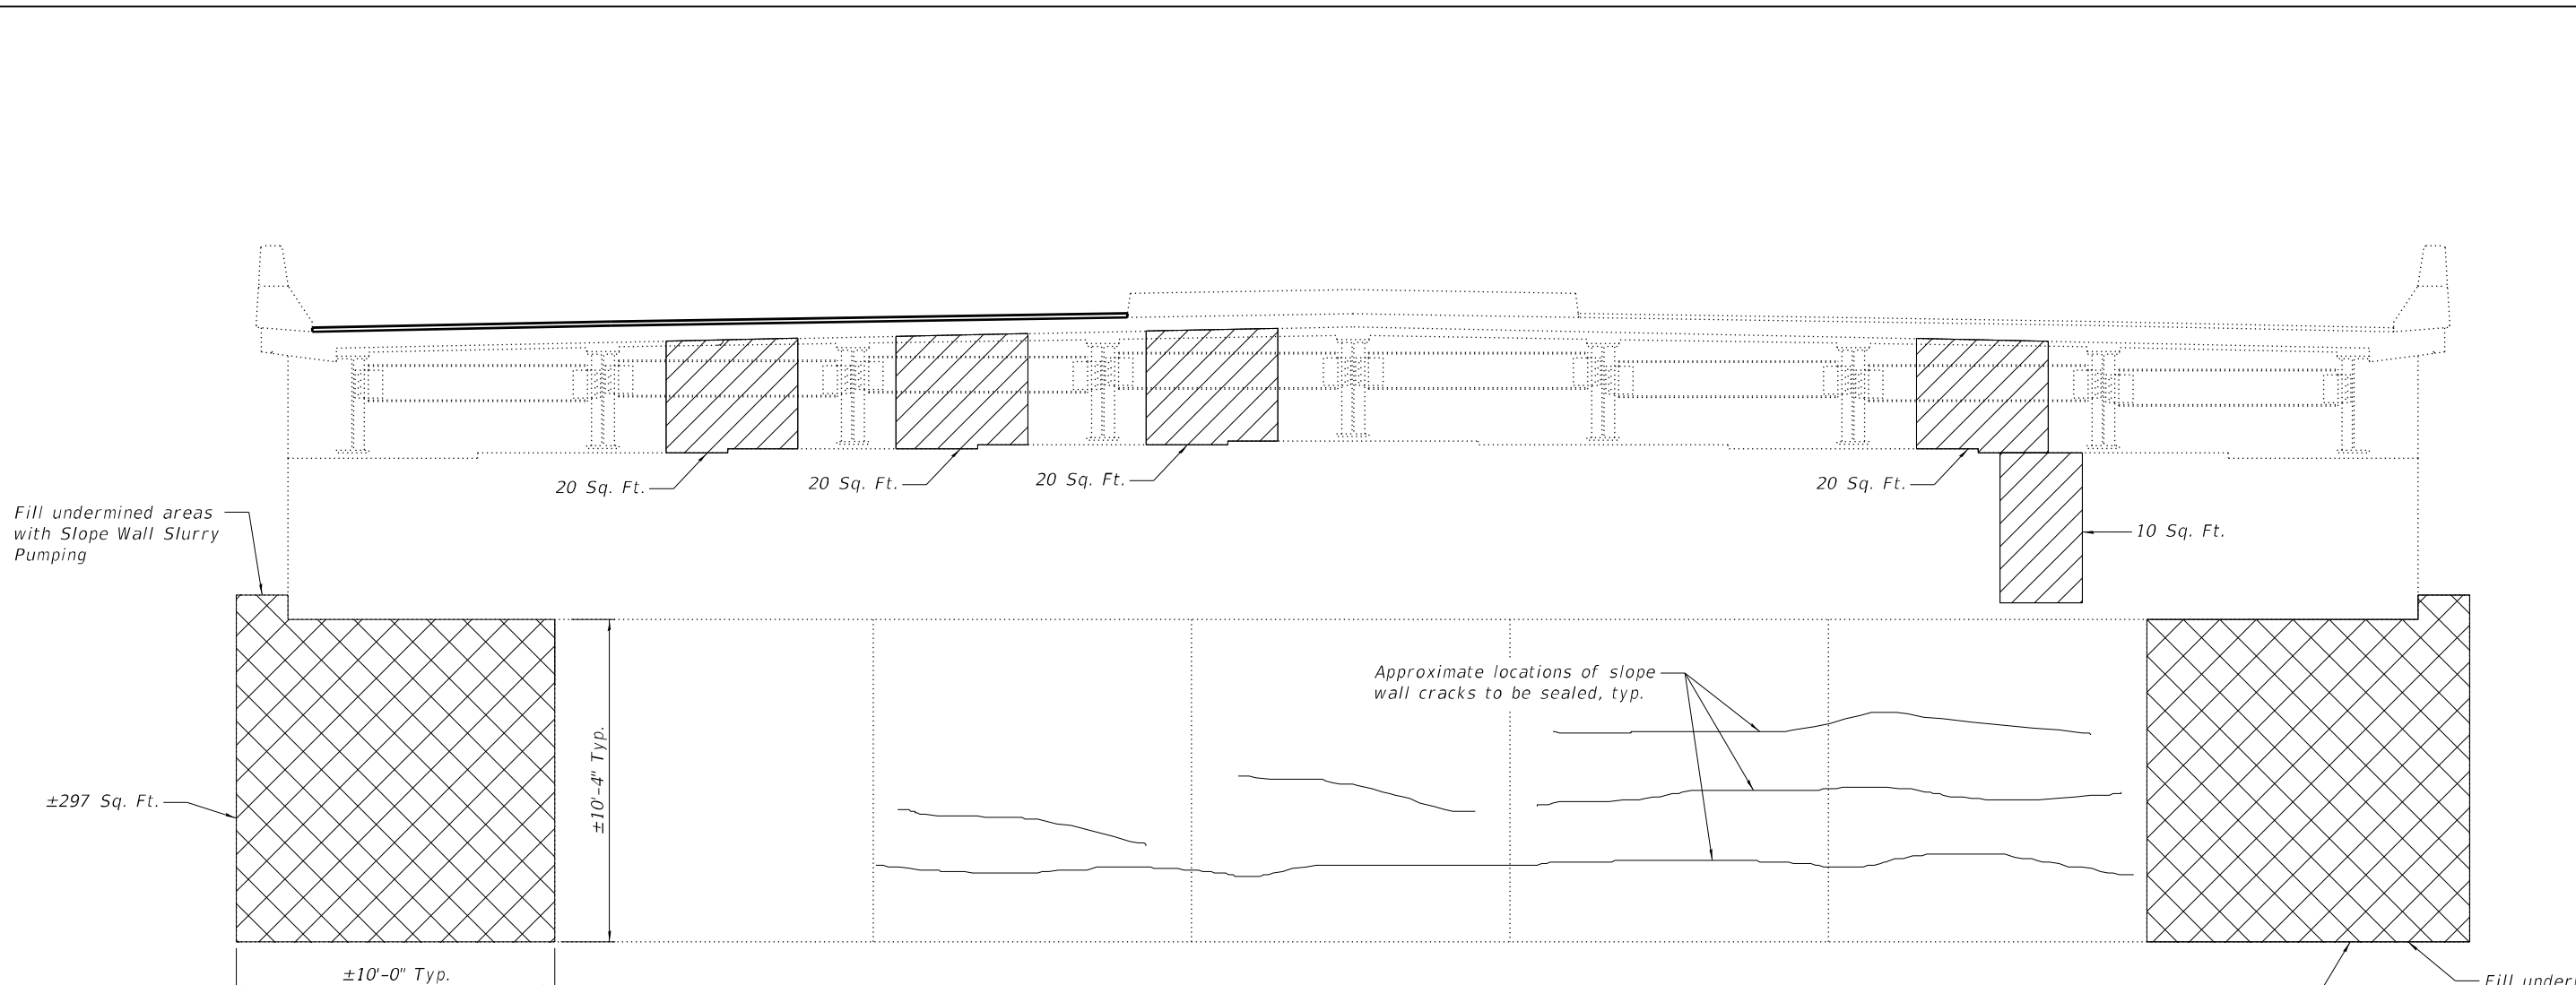 20 Sq. Ft.
20 Sq. Ft.
20 Sq. Ft.
20 Sq. Ft.
10 Sq. Ft.
Fill undermined areas
with Slope Wall Slurry
Pumping
Approximate locations of slope
wall cracks to be sealed, typ.
±10'-4" Typ.
±297 Sq. Ft.
±10'-0" Typ.
Fill under